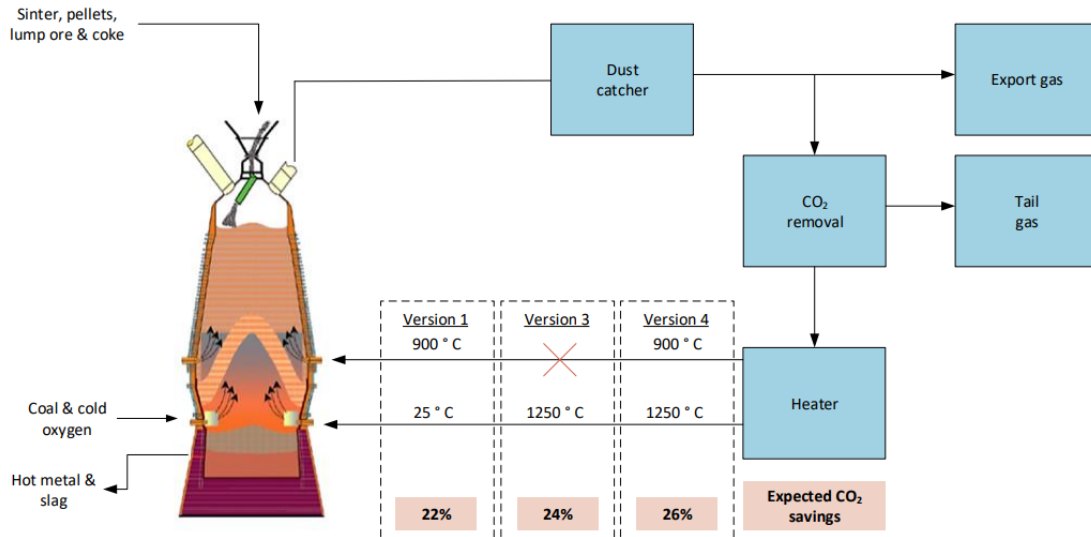 Sinter, pellets,
lump ore & coke
Dust
catcher
Export gas
CO₂
removal
Tail
gas
Version 1
Version 3
Version 4
900 ° C
900 ° C
25 ° C
1250 ° C
1250 ° C
Heater
Coal & cold
oxygen
Hot metal &
slag
22%
24%
26%
Expected CO₂
savings